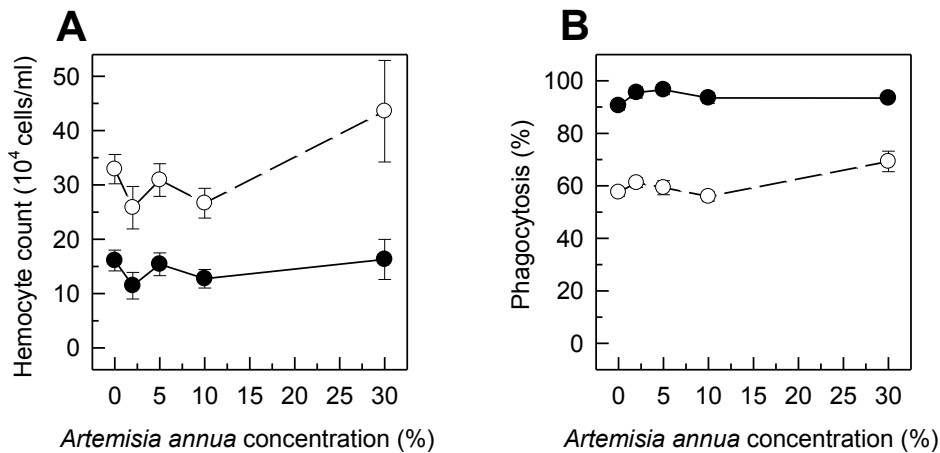 A
B
Hemocyte count (10⁴ cells/ml)
50
40
30
20
10
0
0 5 10 15 20 25 30
Artemisia annua concentration (%)
Phagocytosis (%)
100
80
60
40
20
0
0 5 10 15 20 25 30
Artemisia annua concentration (%)